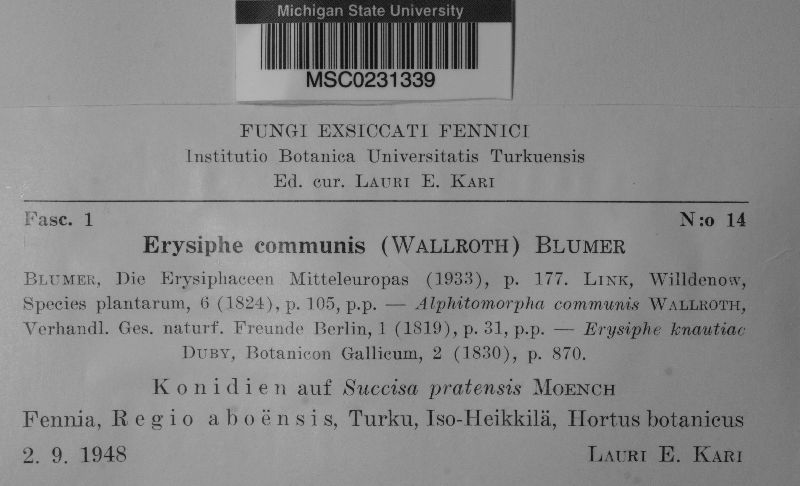 Michigan State University
MSC0231339
FUNGI EXSICCATI FENNICI
Institutio Botanica Universitatis Turkuensis
Ed. cur. LAURI E. KARI
Fasc. 1 N:o 14
Erysiphe communis (WALLROTH) BLUMER
BLUMER, Die Erysiphaceen Mitteleuropas (1933), p. 177. LINK, Willdenow,
Species plantarum, 6 (1824), p. 105, p.p. — Alphitomorpha communis WALLROTH,
Verhandl. Ges. naturf. Freunde Berlin, 1 (1819), p. 31, p.p. — Erysiphe knautiae
DUBY, Botanicon Gallicum, 2 (1830), p. 870.
Konidien auf Succisa pratensis MOENCH
Fennia, Regio aboënsis, Turku, Iso-Heikkilä, Hortus botanicus
2. 9. 1948 LAURI E. KARI